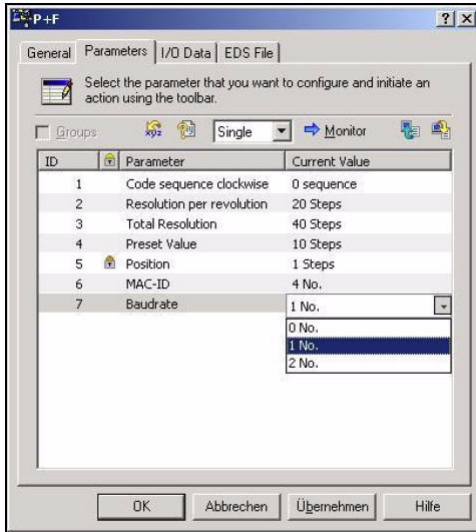 P+F
General Parameters I/O Data EDS File
Select the parameter that you want to configure and initiate an
action using the toolbar.
Groups Single Monitor
ID Parameter Current Value
1 Code sequence clockwise 0 sequence
2 Resolution per revolution 20 Steps
3 Total Resolution 40 Steps
4 Preset Value 10 Steps
5 Position 1 Steps
6 MAC-ID 4 No.
7 Baudrate 1 No.
0 No.
1 No.
2 No.
OK Abbrechen Übernehmen Hilfe